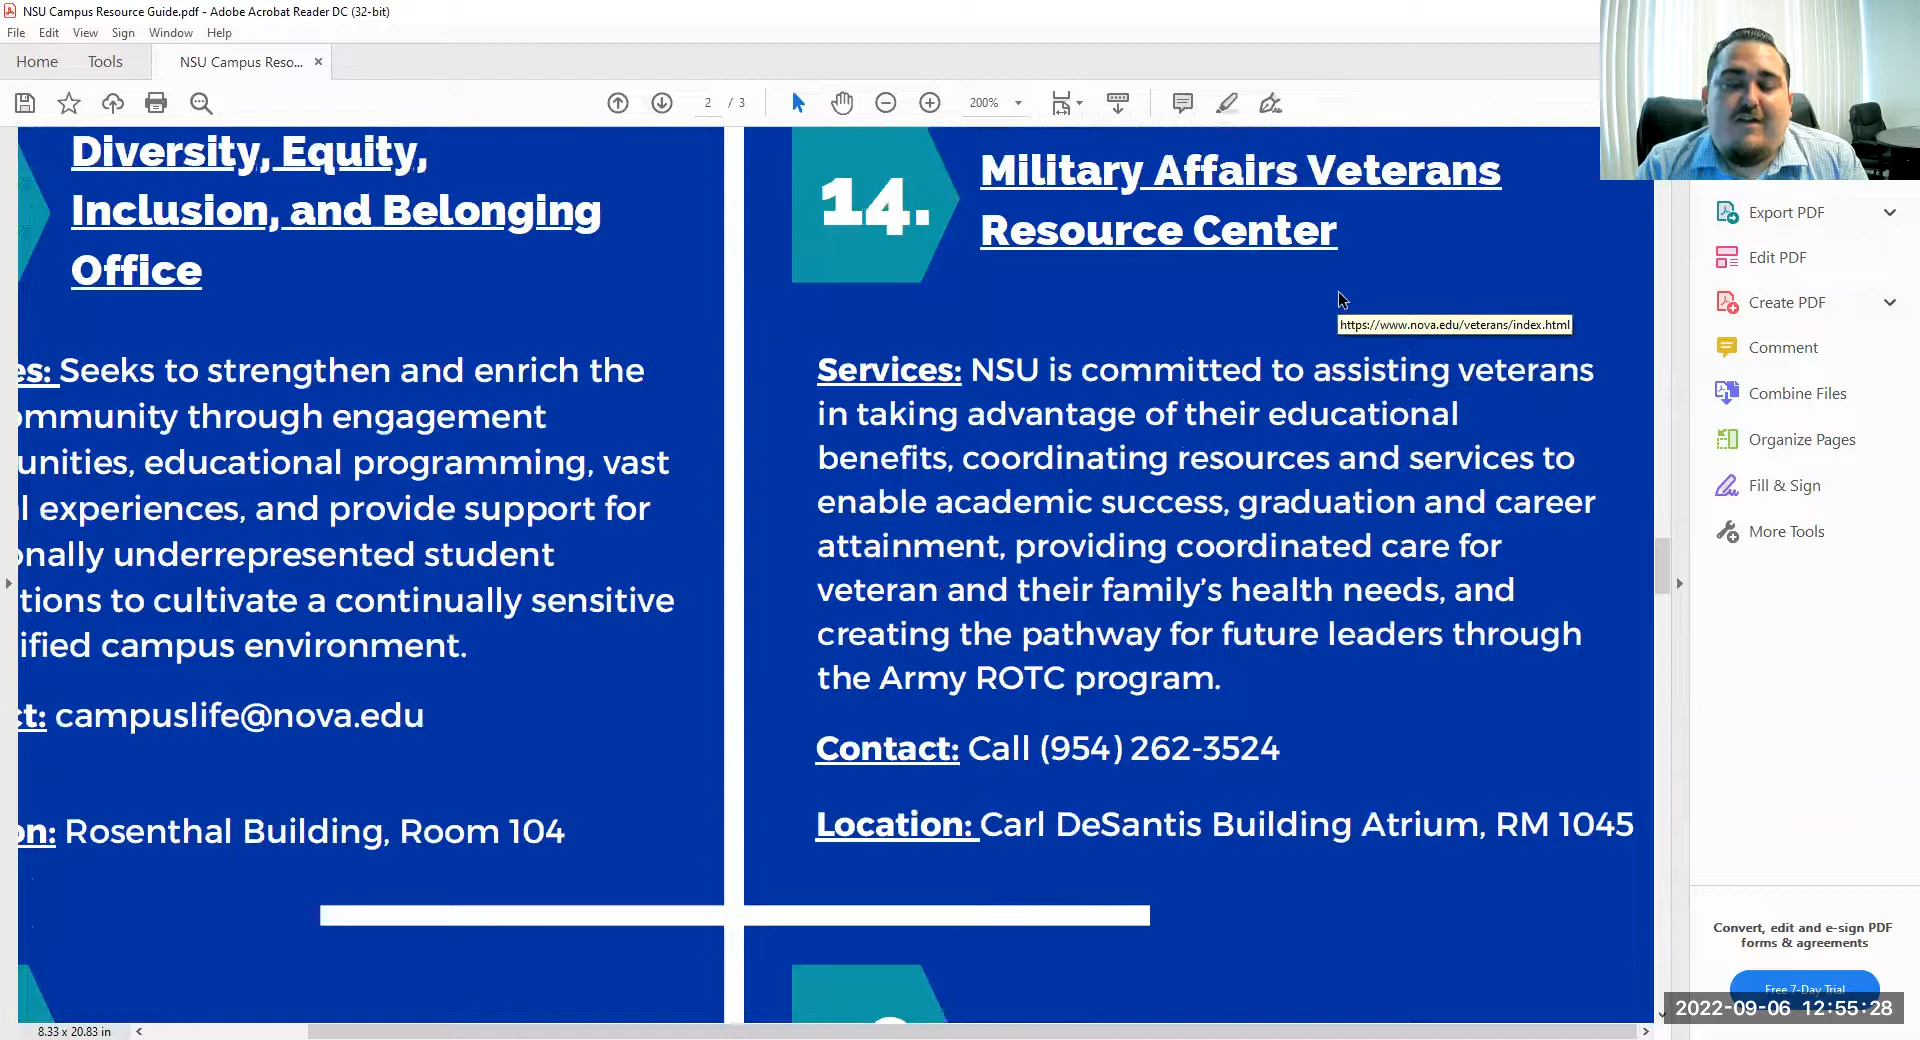 NSU Campus Resource Guide.pdf - Adobe Acrobat Reader DC (32-bit)
File Edit View Sign Window Help
Home Tools NSU Campus Reso... ×
2 / 3 200%
Diversity, Equity,
Inclusion, and Belonging
Office
es: Seeks to strengthen and enrich the
ommunity through engagement
unities, educational programming, vast
l experiences, and provide support for
onally underrepresented student
tions to cultivate a continually sensitive
ified campus environment.
ct: campuslife@nova.edu
on: Rosenthal Building, Room 104
14.
Military Affairs Veterans
Resource Center
https://www.nova.edu/veterans/index.html
Services: NSU is committed to assisting veterans
in taking advantage of their educational
benefits, coordinating resources and services to
enable academic success, graduation and career
attainment, providing coordinated care for
veteran and their family's health needs, and
creating the pathway for future leaders through
the Army ROTC program.
Contact: Call (954) 262-3524
Location: Carl DeSantis Building Atrium, RM 1045
Export PDF
Edit PDF
Create PDF
Comment
Combine Files
Organize Pages
Fill & Sign
More Tools
Convert, edit and e-sign PDF
forms & agreements
Free 7-Day Trial
2022-09-06 12:55:28
8.33 x 20.83 in